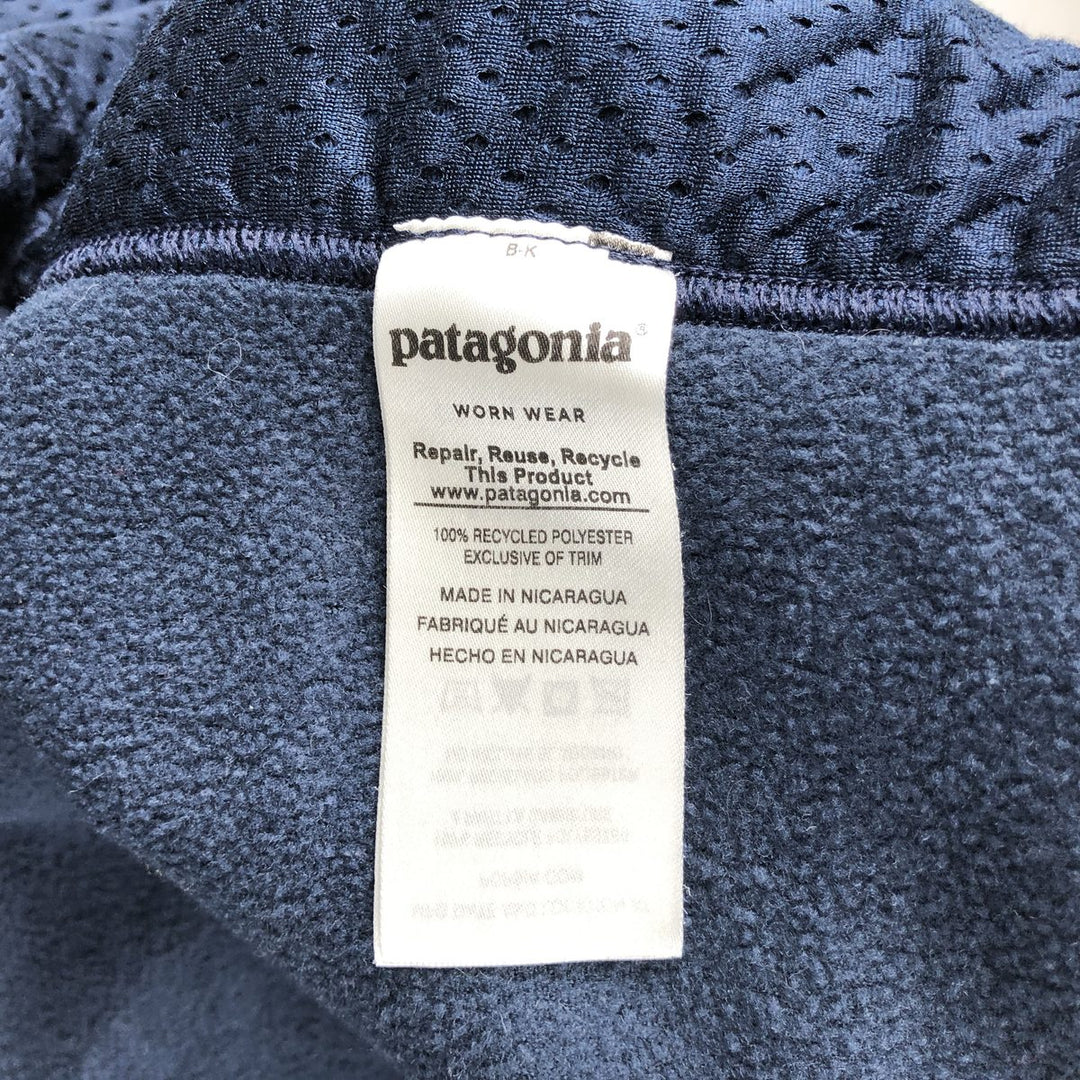 B-K
patagonia®
WORN WEAR
Repair, Reuse, Recycle
This Product
www.patagonia.com
100% RECYCLED POLYESTER
EXCLUSIVE OF TRIM
MADE IN NICARAGUA
FABRIQUÉ AU NICARAGUA
HECHO EN NICARAGUA